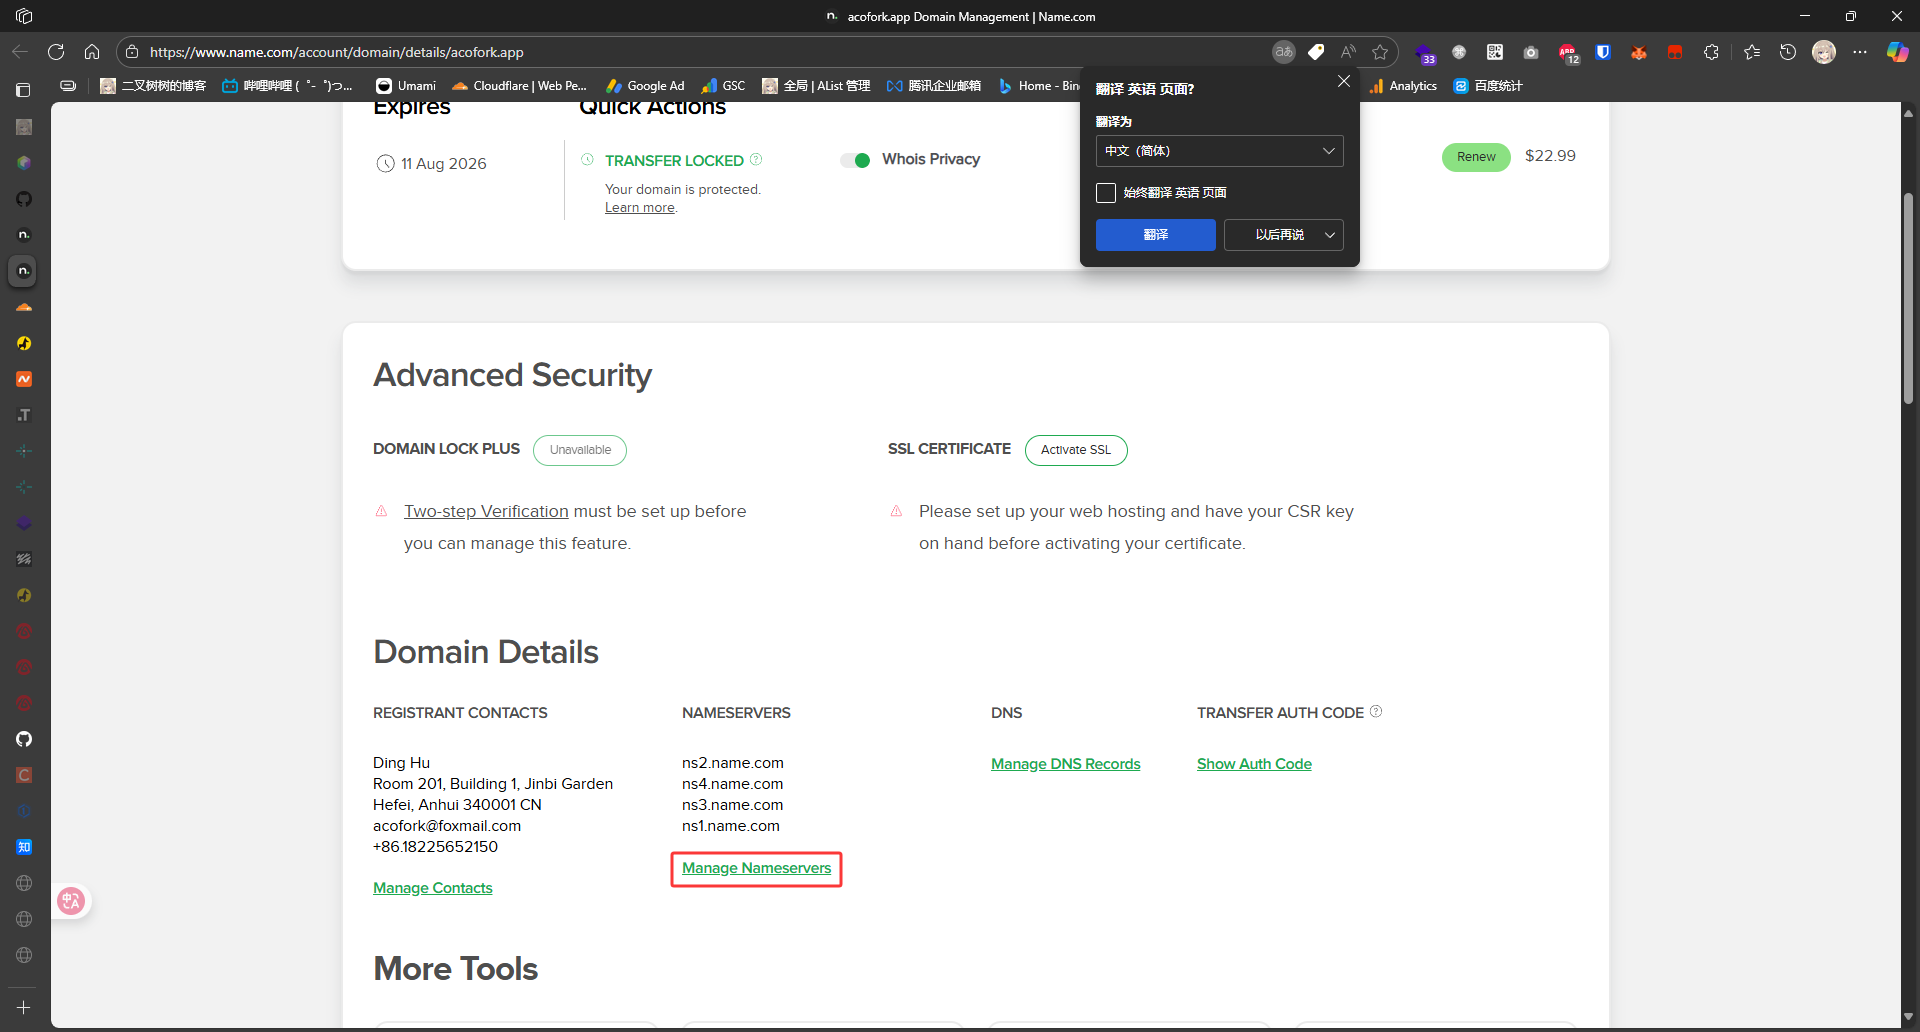 acofork.app Domain Management | Name.com
https://www.name.com/account/domain/details/acofork.app
33
12
二叉树树的博客
哔哩哔哩 (゜-゜)つ...
Umami
Cloudflare | Web Pe...
Google Ad
GSC
全局 | AList 管理
腾讯企业邮箱
Home - Bin
Analytics
百度统计
翻译 英语 页面?
翻译为
中文 (简体)
始终翻译 英语 页面
翻译
以后再说
Expires
Quick Actions
11 Aug 2026
TRANSFER LOCKED
Your domain is protected.
Learn more.
Whois Privacy
Renew
$22.99
Advanced Security
DOMAIN LOCK PLUS
Unavailable
Two-step Verification must be set up before
you can manage this feature.
SSL CERTIFICATE
Activate SSL
Please set up your web hosting and have your CSR key
on hand before activating your certificate.
Domain Details
REGISTRANT CONTACTS
Ding Hu
Room 201, Building 1, Jinbi Garden
Hefei, Anhui 340001 CN
acofork@foxmail.com
+86.18225652150
Manage Contacts
NAMESERVERS
ns2.name.com
ns4.name.com
ns3.name.com
ns1.name.com
Manage Nameservers
DNS
Manage DNS Records
TRANSFER AUTH CODE
Show Auth Code
More Tools